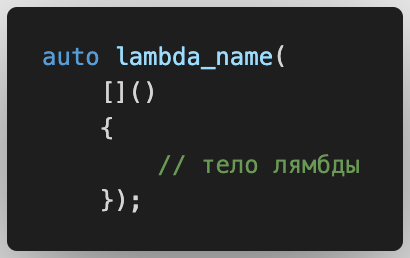 auto lambda_name(
    []()
    {
        // тело лямбды
    });